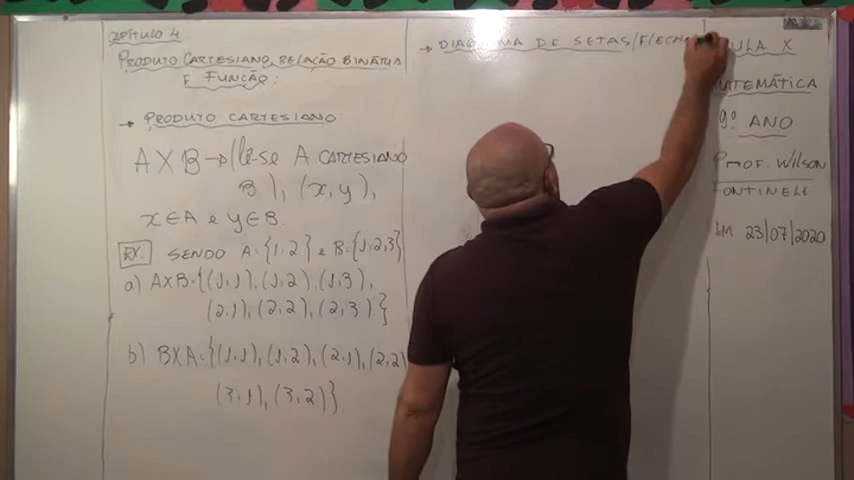 CAPÍTULO 4
PRODUTO CARTESIANO, RELAÇÃO BINÁRIA
E FUNÇÃO:
→ PRODUTO CARTESIANO:
A X B → (lê-se A CARTESIANO
B), (x, y),
x ∈ A e y ∈ B.
EX. SENDO A = {1, 2} e B = {1, 2, 3}
a) A X B = {(1, 1), (1, 2), (1, 3),
(2, 1), (2, 2), (2, 3).}
b) B X A = {(1, 1), (1, 2), (2, 1), (2, 2)
(3, 1), (3, 2)}
→ DIAGRAMA DE SETAS/FLECHA
AULA X
MATEMÁTICA
9º ANO
PROF. WILSON
FONTINELE
EM 23/07/2020